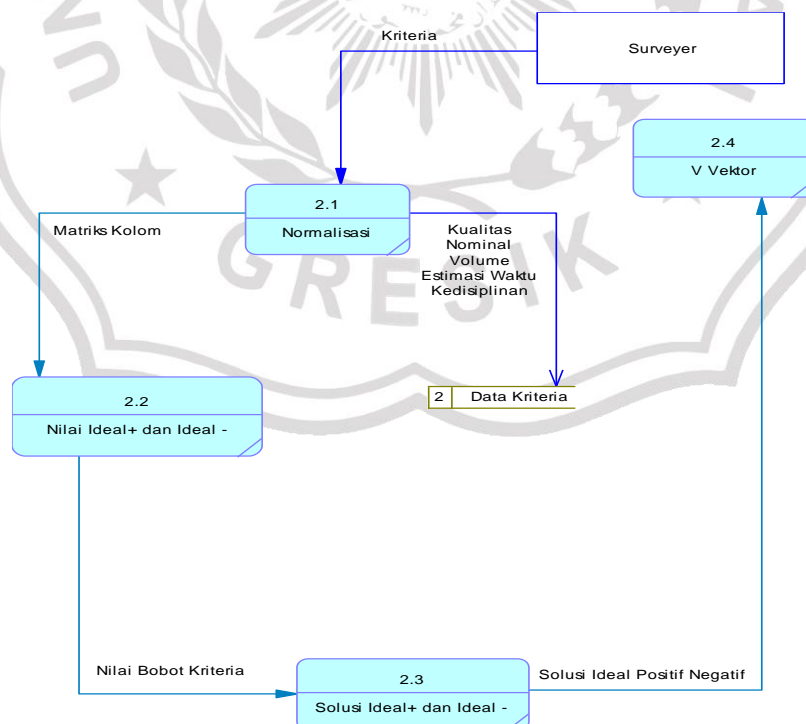 Kriteria
Surveyer
2.4
V Vektor
2.1
Normalisasi
Matriks Kolom
Kualitas
Nominal
Volume
Estimasi Waktu
Kedisiplinan
GRESIK
2.2
Nilai Ideal+ dan Ideal -
2 Data Kriteria
Nilai Bobot Kriteria
2.3
Solusi Ideal+ dan Ideal -
Solusi Ideal Positif Negatif